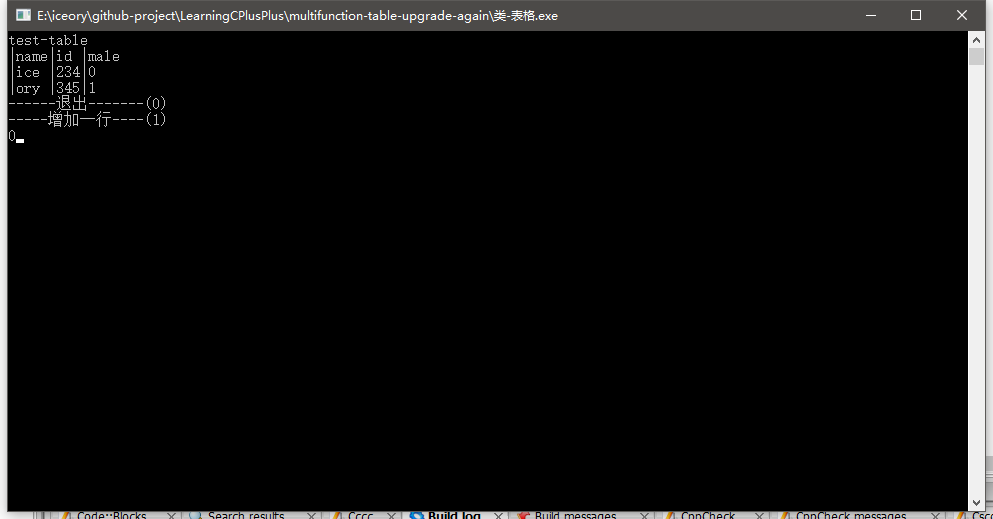 E:\iceory\github-project\LearningCPlusPlus\multifunction-table-upgrade-again\类-表格.exe
test-table
|name|id |male
|ice |234|0
|ory |345|1
------退出-------(0)
-----增加一行----(1)
0
Code::Blocks Search results Cccc Build log Build messages CppCheck CppCheck messages